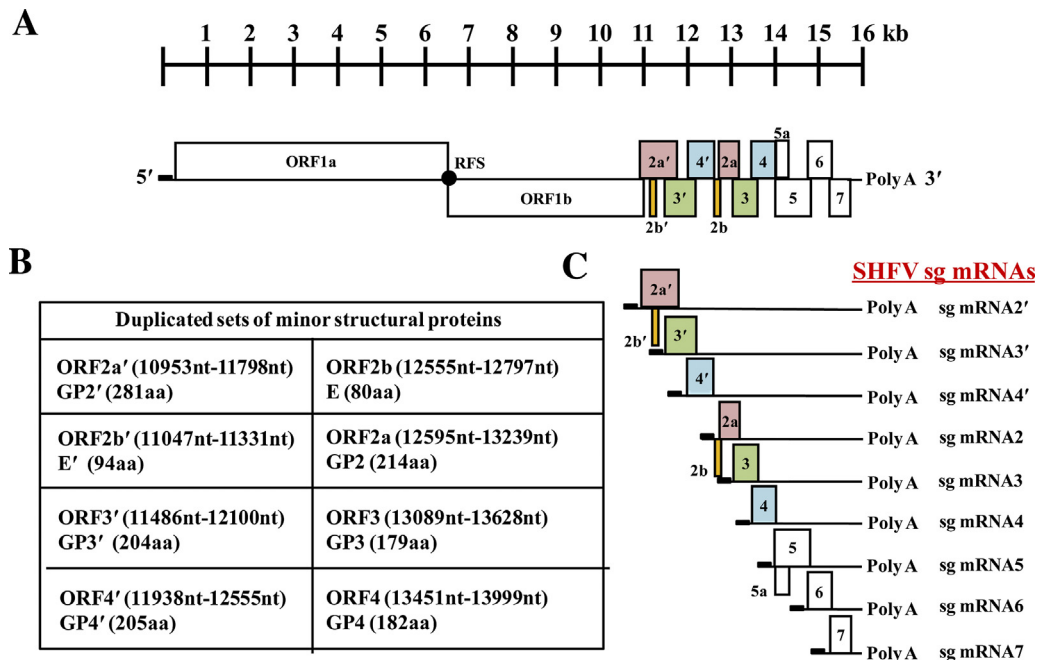 A
1 2 3 4 5 6 7 8 9 10 11 12 13 14 15 16 kb
5a
2a′ 4′ 2a 4 6
ORF1a
RFS
5′
Poly A 3′
ORF1b
3′ 3 5 7
2b′ 2b
B
Duplicated sets of minor structural proteins
ORF2a′ (10953nt-11798nt)
GP2′ (281aa)
ORF2b (12555nt-12797nt)
E (80aa)
ORF2b′ (11047nt-11331nt)
E′ (94aa)
ORF2a (12595nt-13239nt)
GP2 (214aa)
ORF3′ (11486nt-12100nt)
GP3′ (204aa)
ORF3 (13089nt-13628nt)
GP3 (179aa)
ORF4′ (11938nt-12555nt)
GP4′ (205aa)
ORF4 (13451nt-13999nt)
GP4 (182aa)
C
SHFV sg mRNAs
2a′
Poly A sg mRNA2′
2b′
3′
Poly A sg mRNA3′
4′
Poly A sg mRNA4′
2a
Poly A sg mRNA2
2b
3
Poly A sg mRNA3
4
Poly A sg mRNA4
5
Poly A sg mRNA5
5a
6
Poly A sg mRNA6
7
Poly A sg mRNA7